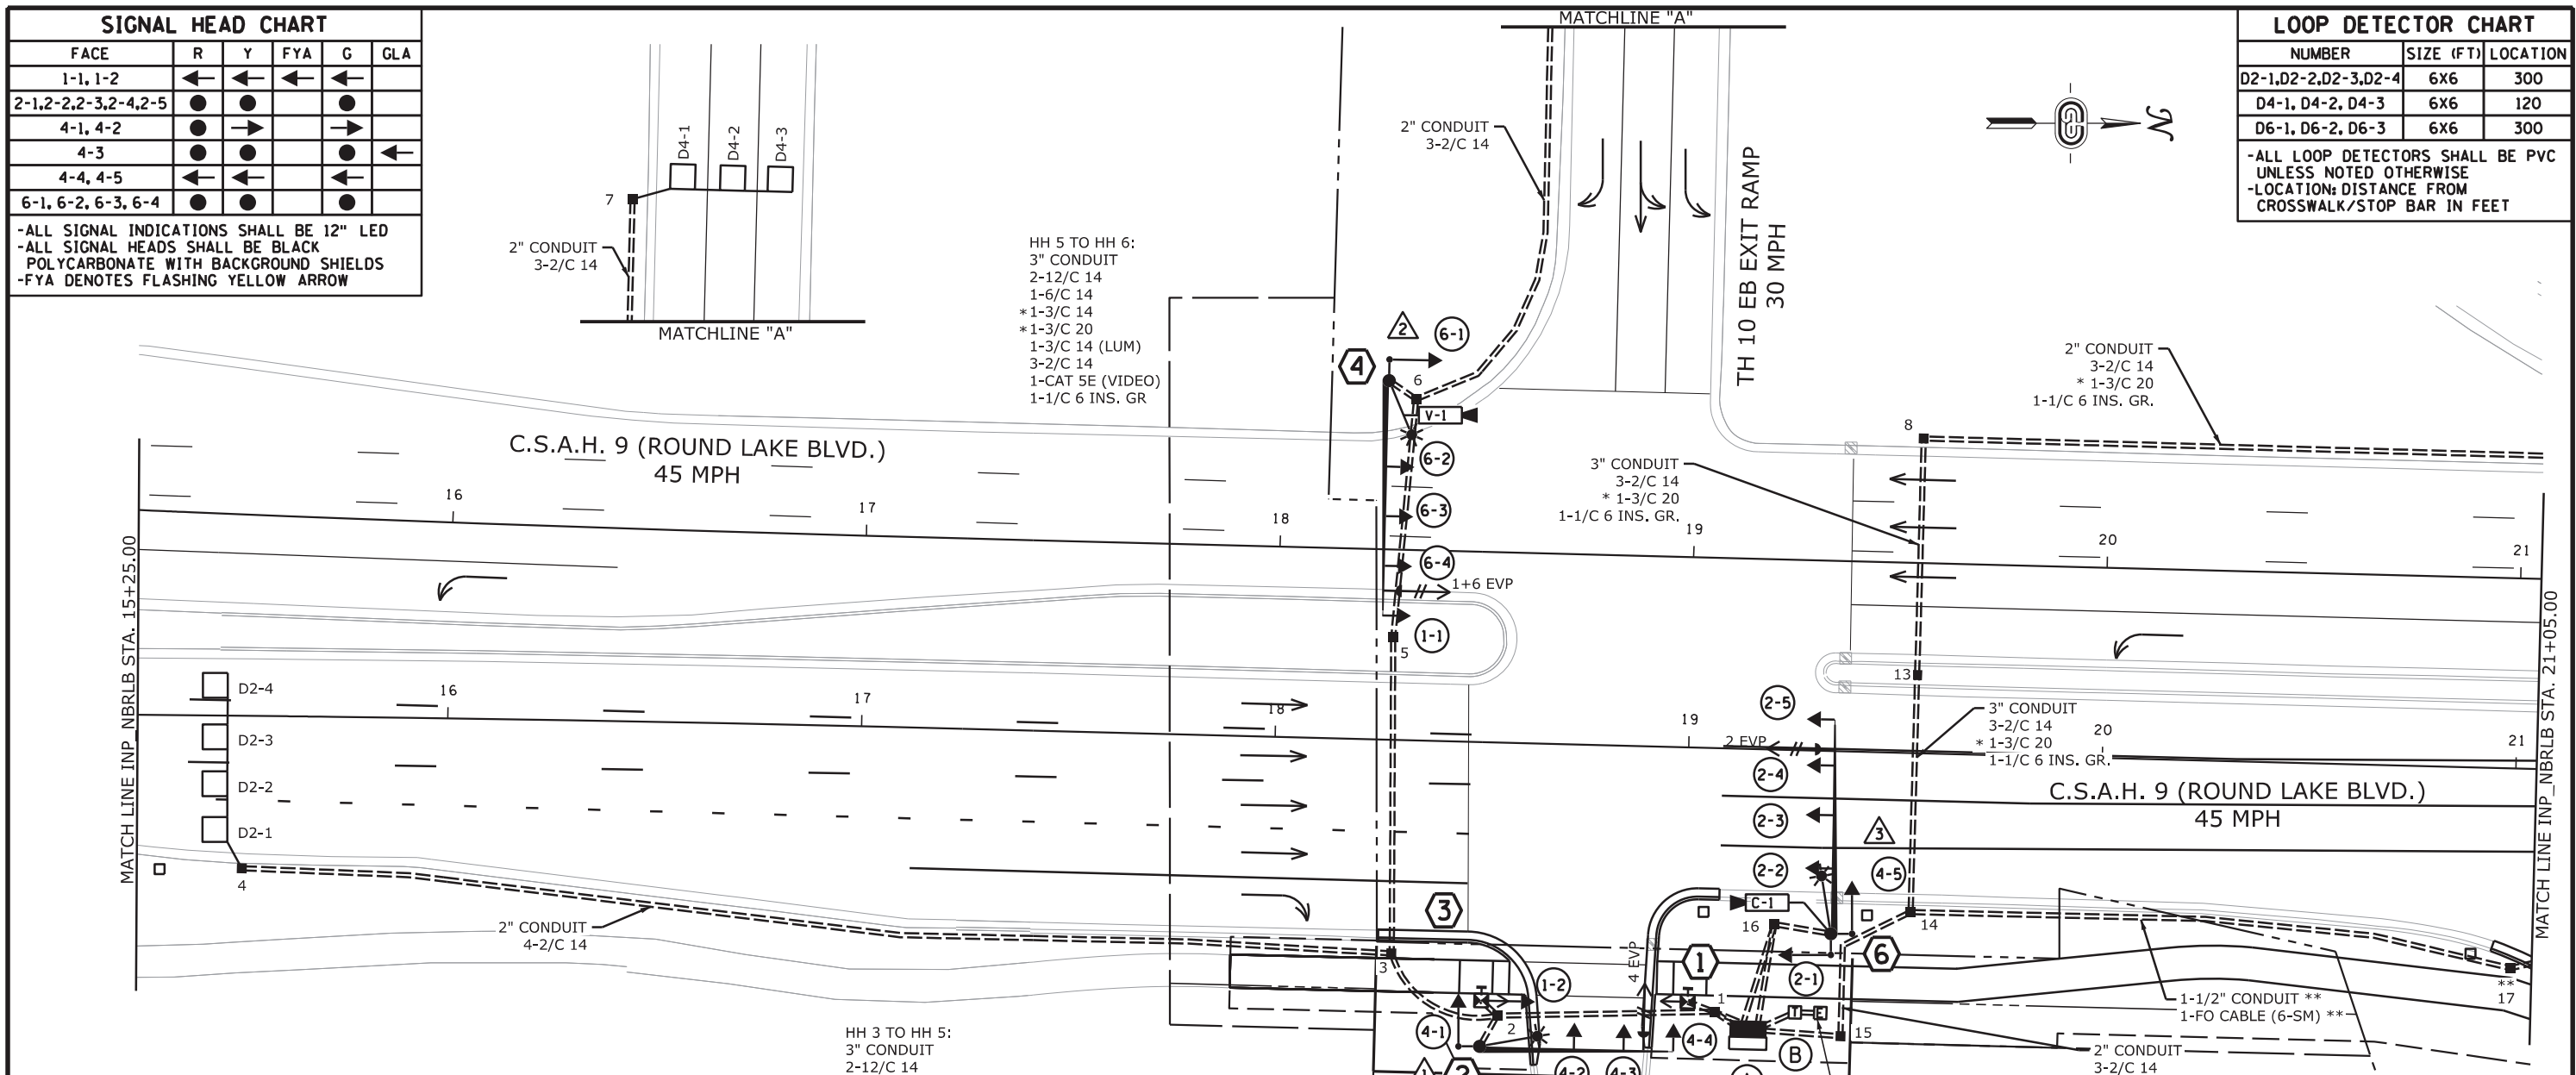 SIGNAL HEAD CHART
FACE R Y FYA G GLA
1-1, 1-2
2-1,2-2,2-3,2-4,2-5
4-1, 4-2
4-3
4-4, 4-5
6-1, 6-2, 6-3, 6-4
-ALL SIGNAL INDICATIONS SHALL BE 12" LED
-ALL SIGNAL HEADS SHALL BE BLACK
POLYCARBONATE WITH BACKGROUND SHIELDS
-FYA DENOTES FLASHING YELLOW ARROW
D4-1
D4-2
D4-3
7
2" CONDUIT
3-2/C 14
MATCHLINE "A"
HH 5 TO HH 6:
3" CONDUIT
2-12/C 14
1-6/C 14
*1-3/C 14
*1-3/C 20
1-3/C 14 (LUM)
3-2/C 14
1-CAT 5E (VIDEO)
1-1/C 6 INS. GR
MATCHLINE "A"
2" CONDUIT
3-2/C 14
TH 10 EB EXIT RAMP
30 MPH
N
LOOP DETECTOR CHART
NUMBER SIZE (FT) LOCATION
D2-1,D2-2,D2-3,D2-4 6X6 300
D4-1, D4-2, D4-3 6X6 120
D6-1, D6-2, D6-3 6X6 300
-ALL LOOP DETECTORS SHALL BE PVC
UNLESS NOTED OTHERWISE
-LOCATION: DISTANCE FROM
CROSSWALK/STOP BAR IN FEET
2
6-1
4
6
V-1
6-2
6-3
6-4
1+6 EVP
1-1
5
2" CONDUIT
3-2/C 14
* 1-3/C 20
1-1/C 6 INS. GR.
8
3" CONDUIT
3-2/C 14
* 1-3/C 20
1-1/C 6 INS. GR.
C.S.A.H. 9 (ROUND LAKE BLVD.)
45 MPH
16
17
18
19
20
21
MATCH LINE INP_NBRLB STA. 15+25.00
MATCH LINE INP_NBRLB STA. 21+05.00
D2-4
D2-3
D2-2
D2-1
4
16
17
18
19
20
21
13
2-5
2 EVP
2-4
2-3
2-2
3
4-5
C-1
3" CONDUIT
3-2/C 14
* 1-3/C 20
1-1/C 6 INS. GR.
C.S.A.H. 9 (ROUND LAKE BLVD.)
45 MPH
2" CONDUIT
4-2/C 14
3
3
16
14
6
1
4 EVP
2-1
1-2
1
2
4-1
4-4
T E
15
B
1-1/2" CONDUIT **
1-FO CABLE (6-SM) **
**
17
HH 3 TO HH 5:
3" CONDUIT
2-12/C 14
2
4-2
4-3
2" CONDUIT
3-2/C 14